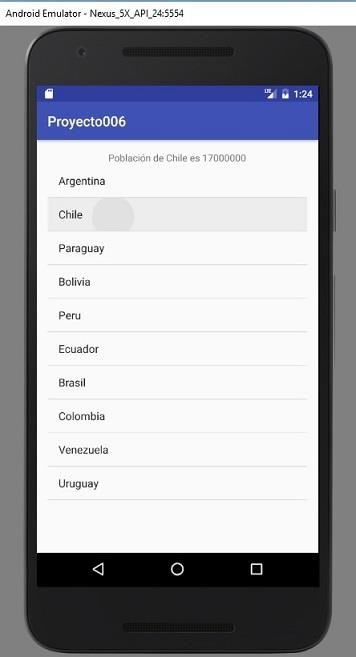 Android Emulator - Nexus_5X_API_24:5554
LTE 1:24
Proyecto006
Población de Chile es 17000000
Argentina
Chile
Paraguay
Bolivia
Peru
Ecuador
Brasil
Colombia
Venezuela
Uruguay